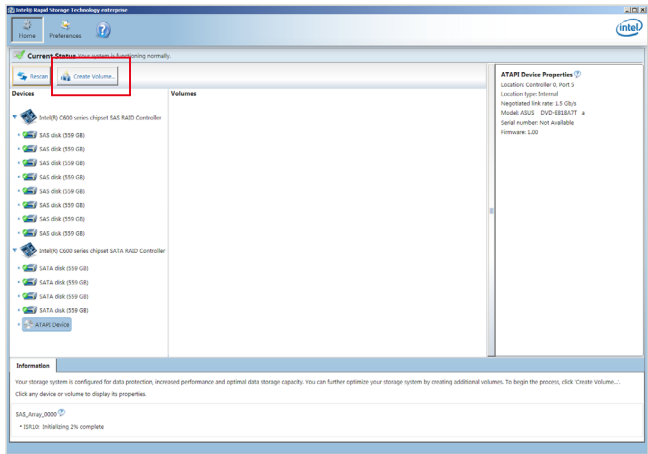 Intel® Rapid Storage Technology enterprise
Home
Preferences
intel
Current Status Your system is functioning normally.
Rescan
Create Volume...
Devices
Volumes
Intel(R) C600 series chipset SAS RAID Controller
SAS disk (559 GB)
SAS disk (559 GB)
SAS disk (559 GB)
SAS disk (559 GB)
SAS disk (559 GB)
SAS disk (559 GB)
SAS disk (559 GB)
SAS disk (559 GB)
Intel(R) C600 series chipset SATA RAID Controller
SATA disk (559 GB)
SATA disk (559 GB)
SATA disk (559 GB)
SATA disk (559 GB)
ATAPI Device
ATAPI Device Properties
Location: Controller 0, Port 5
Location type: Internal
Negotiated link rate: 1.5 Gb/s
Model: ASUS DVD-E818A7T a
Serial number: Not Available
Firmware: 1.00
Information
Your storage system is configured for data protection, increased performance and optimal data storage capacity. You can further optimize your storage system by creating additional volumes. To begin the process, click 'Create Volume...'.
Click any device or volume to display its properties.
SAS_Array_0000
• ISR10: Initializing 2% complete